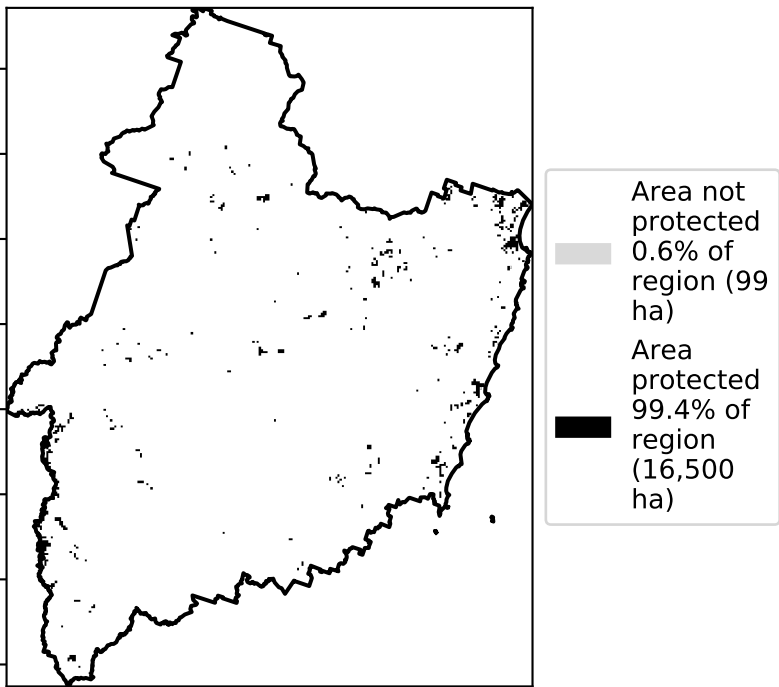 Area not
protected
0.6% of
region (99
ha)
Area
protected
99.4% of
region
(16,500
ha)